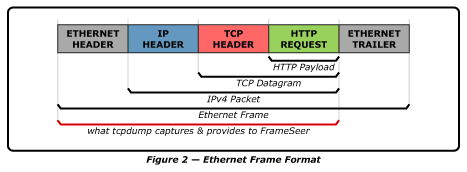 ETHERNET HEADER
IP HEADER
TCP HEADER
HTTP REQUEST
ETHERNET TRAILER
HTTP Payload
TCP Datagram
IPv4 Packet
Ethernet Frame
what tcpdump captures & provides to FrameSeer
Figure 2 — Ethernet Frame Format